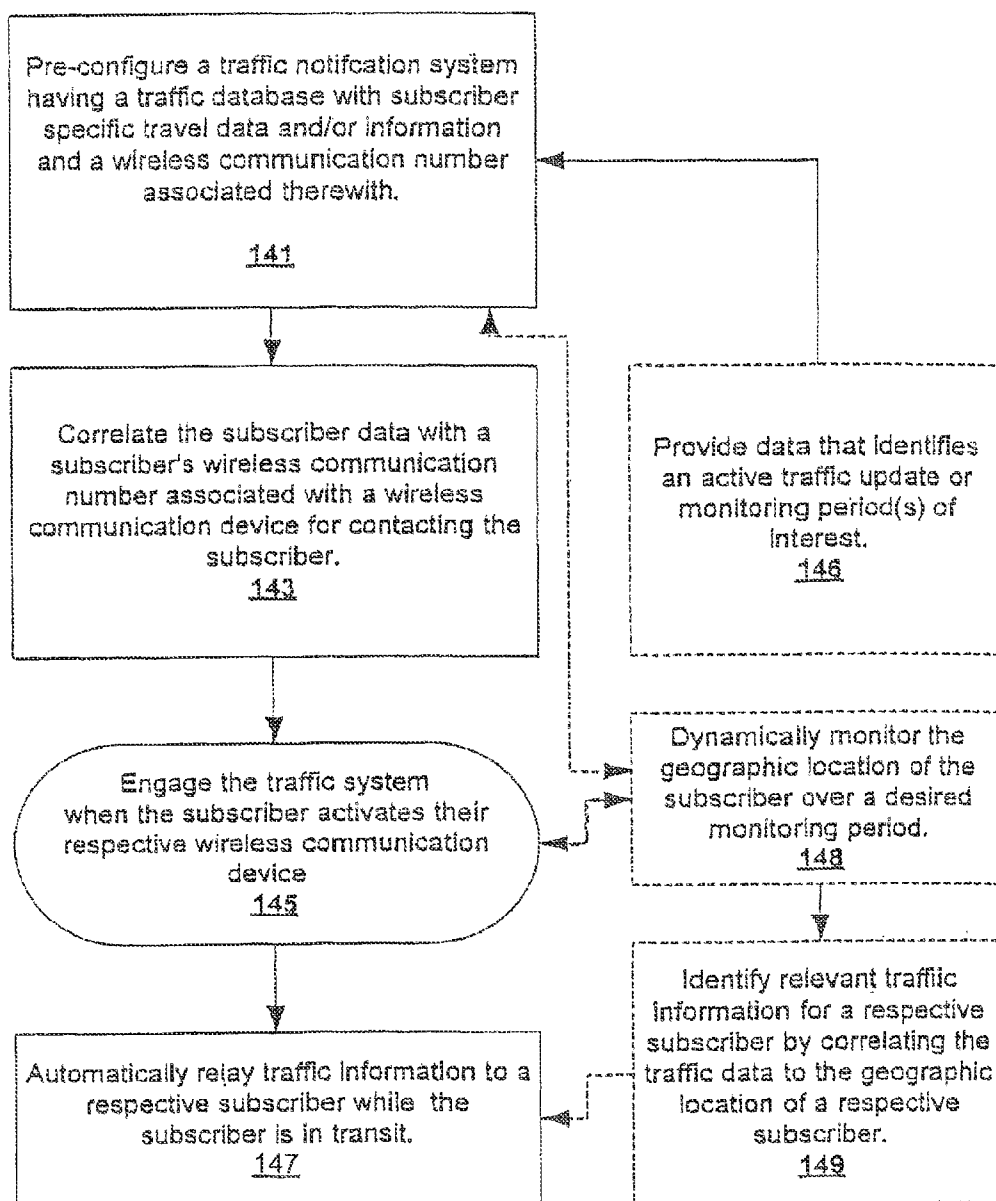 Pre-configure a traffic notifcation system
having a traffic database with subscriber
specific travel data and/or information
and a wireless communication number
associated therewith.
141
Correlate the subscriber data with a
subscriber's wireless communication
number associated with a wireless
communication device for contacting the
subscriber.
143
Provide data that identifies
an active traffic update or
monitoring period(s) of
interest.
146
Engage the traffic system
when the subscriber activates their
respective wireless communication
device
145
Dynamically monitor the
geographic location of the
subscriber over a desired
monitoring period.
148
Automatically relay traffic information to a
respective subscriber while the
subscriber is in transit.
147
Identify relevant traffic
information for a respective
subscriber by correlating the
traffic data to the geographic
location of a respective
subscriber.
149